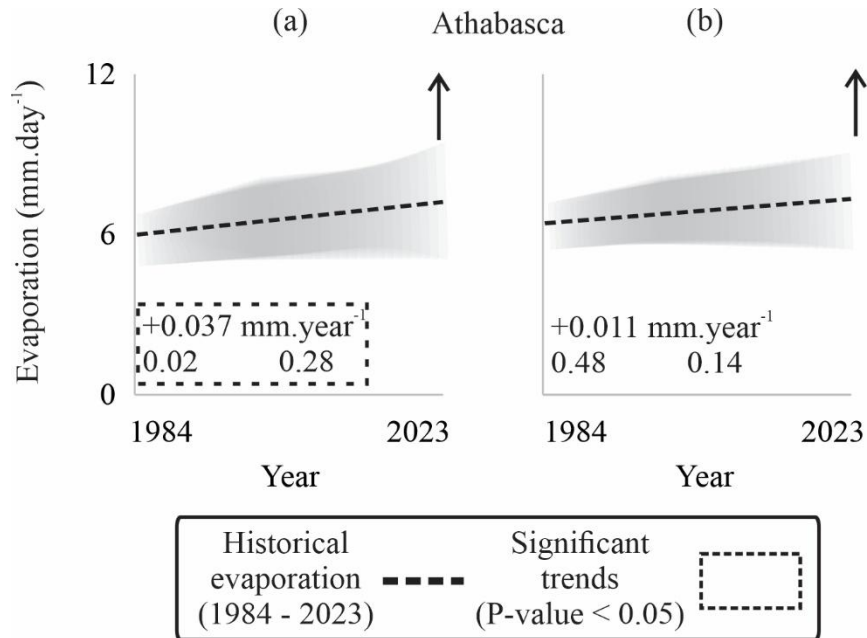 (a) Athabasca (b)
Evaporation (mm.day⁻¹)
12
6
0
+0.037 mm.year⁻¹
0.02 0.28
+0.011 mm.year⁻¹
0.48 0.14
1984 2023 1984 2023
Year Year
Historical evaporation (1984 - 2023)
Significant trends (P-value < 0.05)